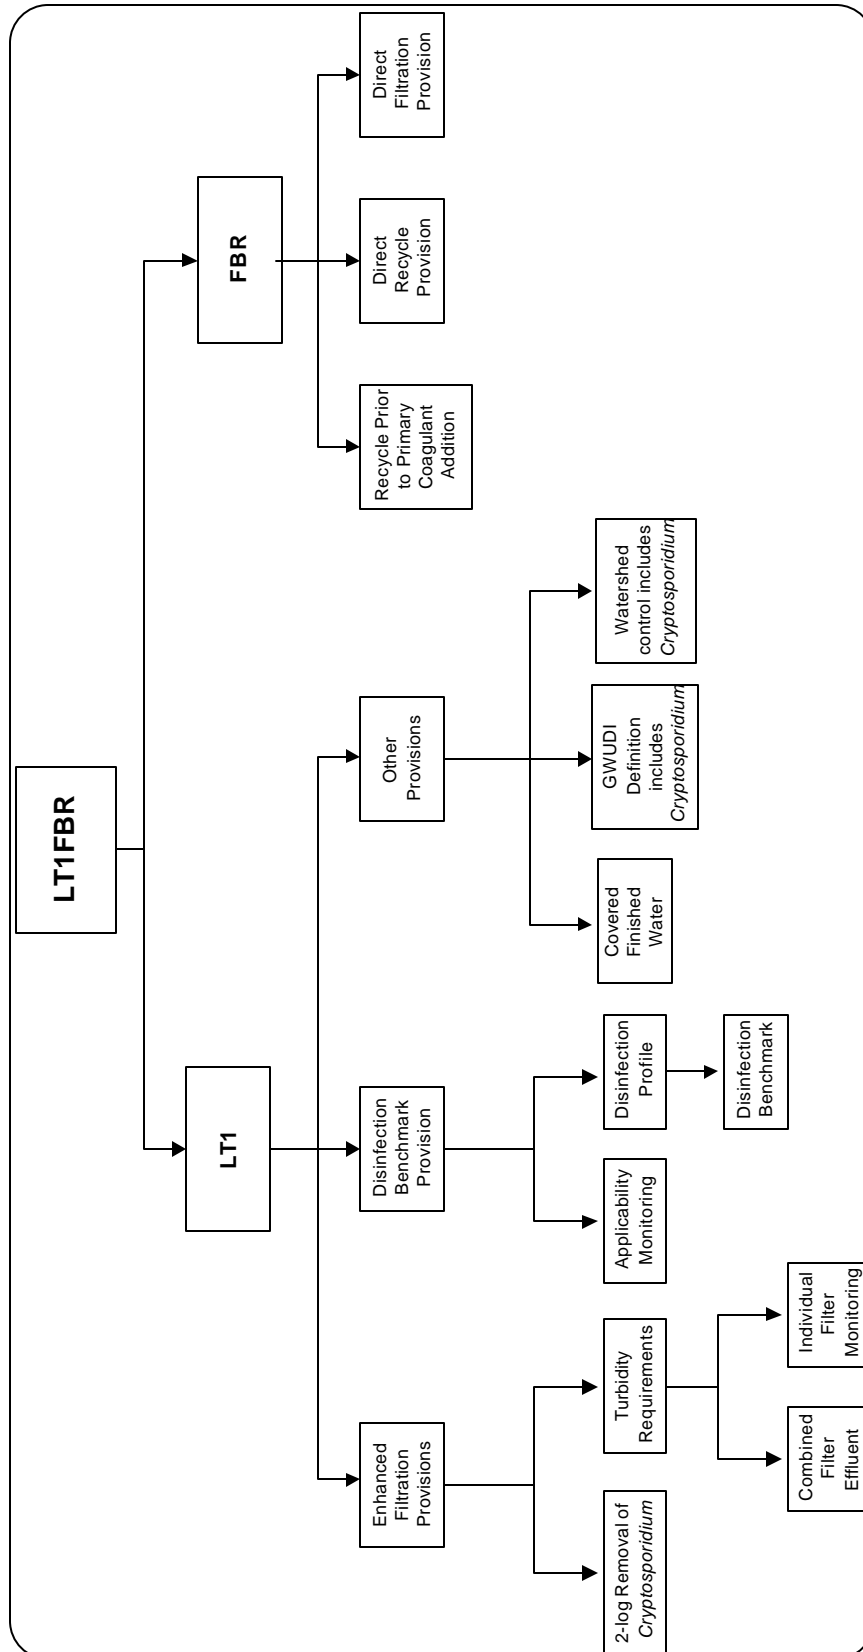 LT1FBR
LT1
FBR
Enhanced
Filtration
Provisions
Disinfection
Benchmark
Provision
Other
Provisions
Recycle Prior
to Primary
Coagulant
Addition
Direct
Recycle
Provision
Direct
Filtration
Provision
2-log Removal of
Cryptosporidium
Turbidity
Requirements
Applicability
Monitoring
Disinfection
Profile
Covered
Finished
Water
GWUDI
Definition
includes
Cryptosporidium
Watershed
control includes
Cryptosporidium
Disinfection
Benchmark
Combined
Filter
Effluent
Individual
Filter
Monitoring